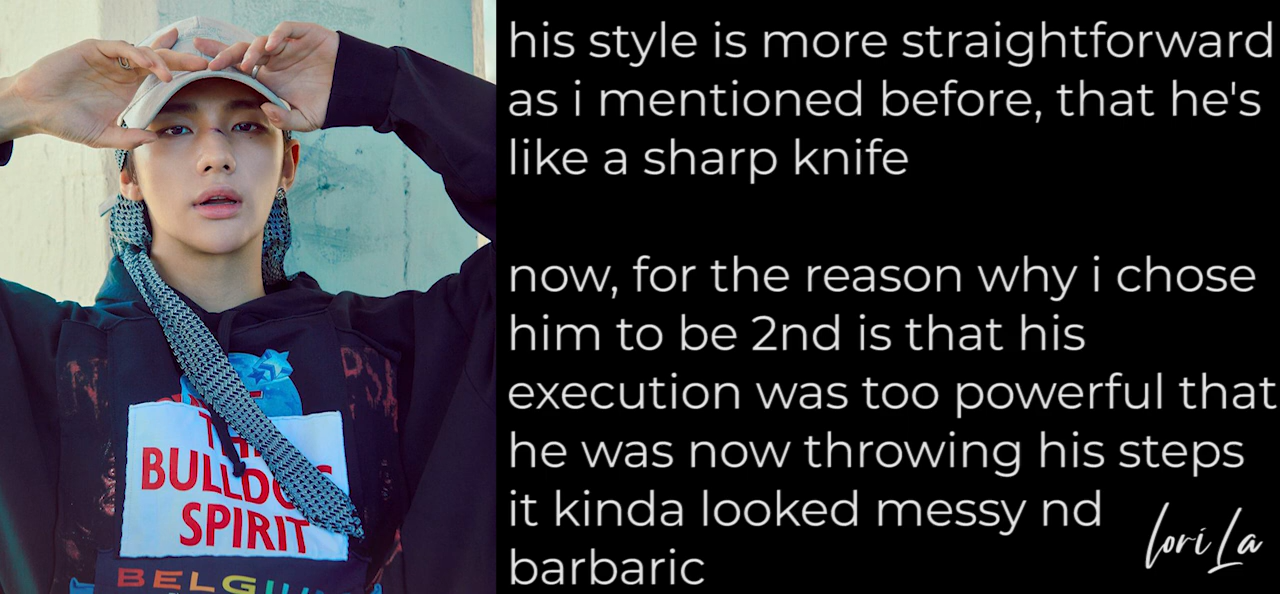 his style is more straightforward
as i mentioned before, that he's
like a sharp knife
now, for the reason why i chose
him to be 2nd is that his
execution was too powerful that
he was now throwing his steps
it kinda looked messy nd
barbaric
lori La
BULLDOG
SPIRIT